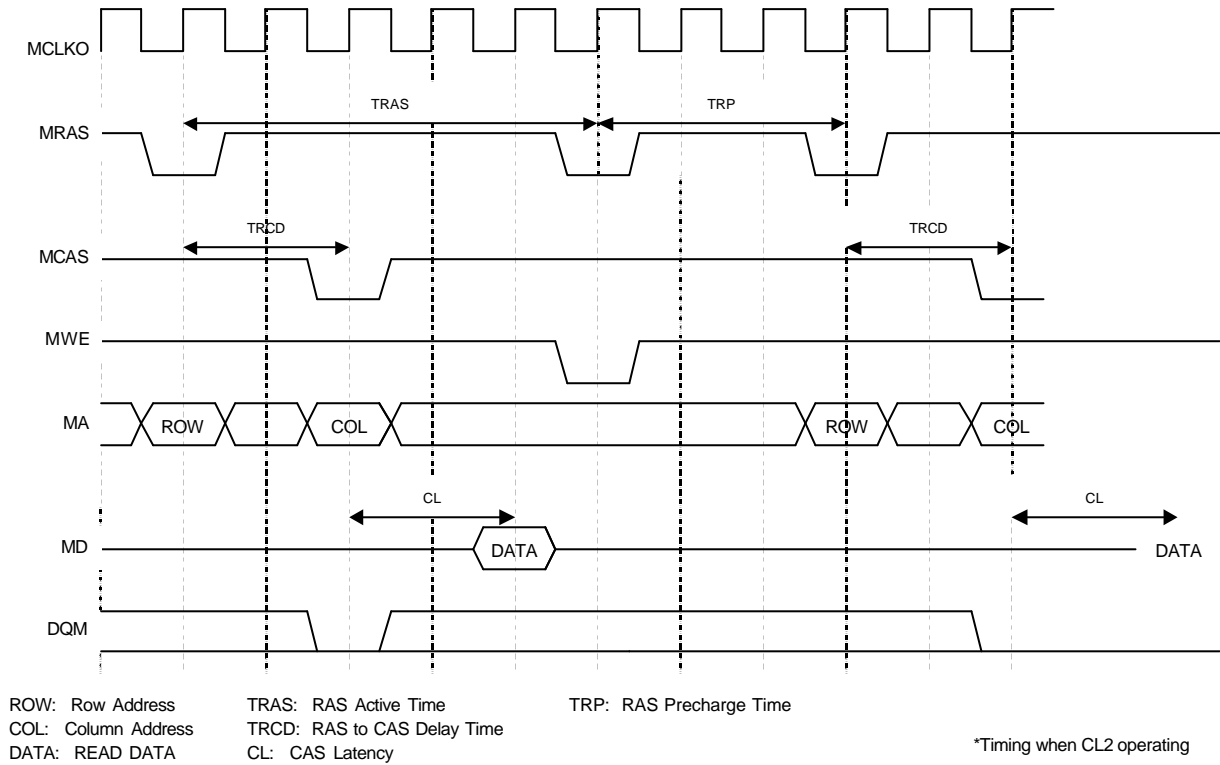 MCLKO
TRAS TRP
MRAS
TRCD TRCD
MCAS
MWE
MA ROW COL ROW COL
CL CL
MD DATA DATA
DQM
ROW: Row Address TRAS: RAS Active Time TRP: RAS Precharge Time
COL: Column Address TRCD: RAS to CAS Delay Time
DATA: READ DATA CL: CAS Latency
*Timing when CL2 operating